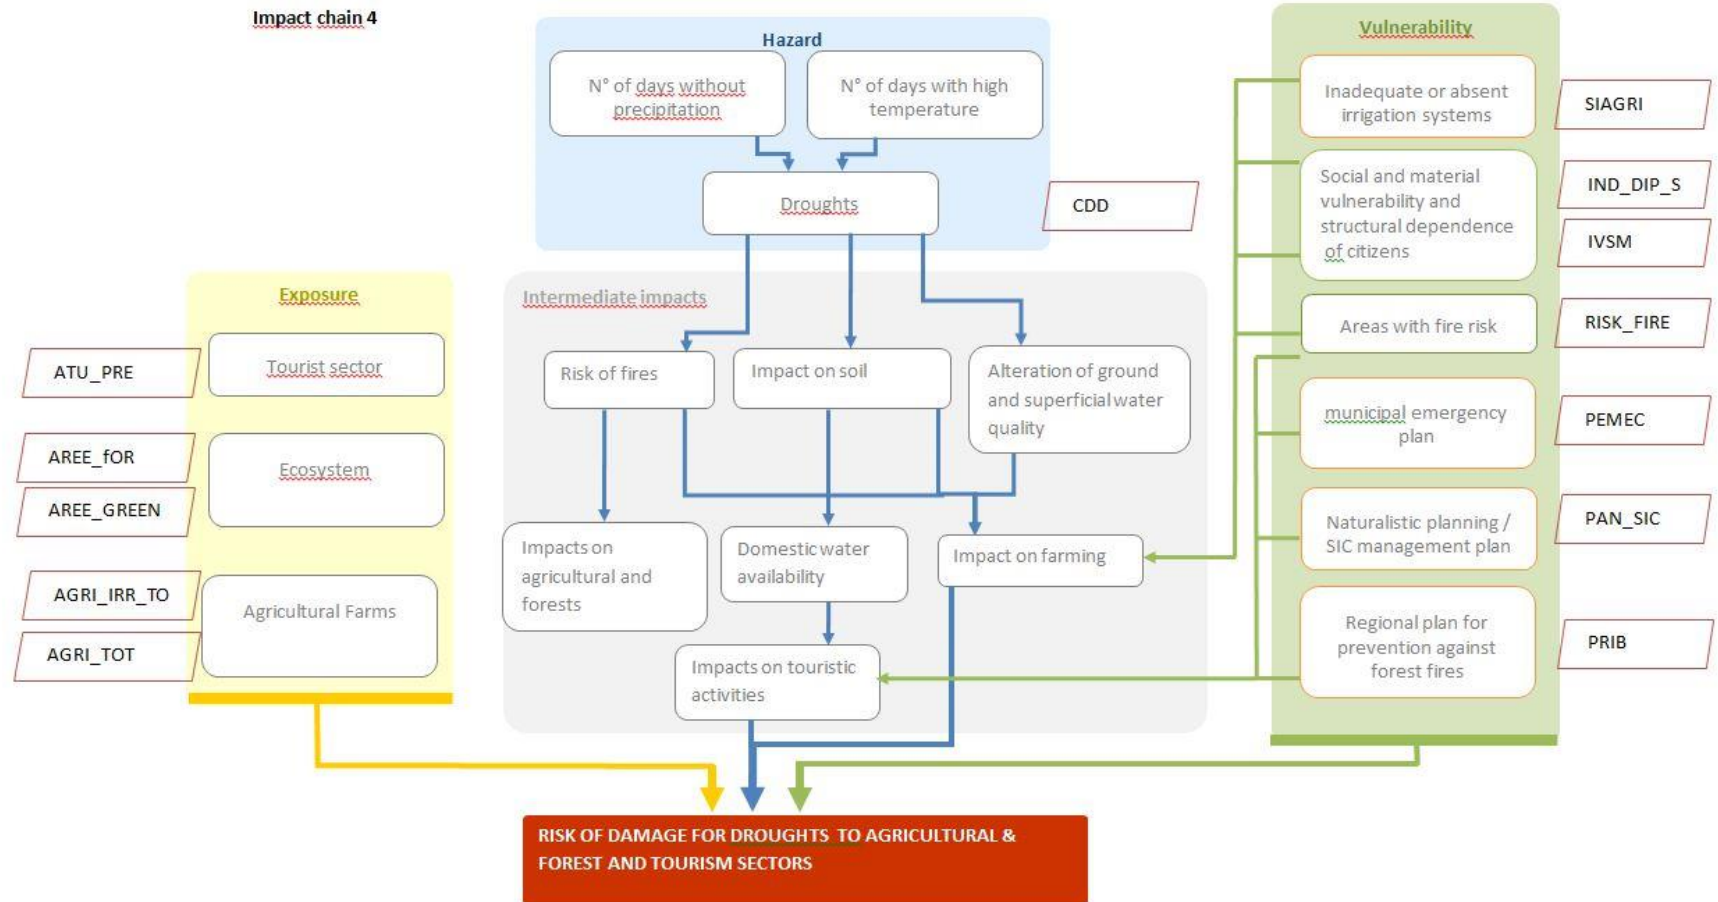 Impact chain 4
Hazard
N° of days without
precipitation
N° of days with high
temperature
Droughts
CDD
Exposure
Tourist sector
Ecosystem
Agricultural Farms
ATU_PRE
AREE_fOR
AREE_GREEN
AGRI_IRR_TO
AGRI_TOT
Intermediate impacts
Risk of fires
Impact on soil
Alteration of ground
and superficial water
quality
Impacts on
agricultural and
forests
Domestic water
availability
Impact on farming
Impacts on touristic
activities
Vulnerability
Inadequate or absent
irrigation systems
Social and material
vulnerability and
structural dependence
of citizens
Areas with fire risk
municipal emergency
plan
Naturalistic planning /
SIC management plan
Regional plan for
prevention against
forest fires
SIAGRI
IND_DIP_S
IVSM
RISK_FIRE
PEMEC
PAN_SIC
PRIB
RISK OF DAMAGE FOR DROUGHTS TO AGRICULTURAL &
FOREST AND TOURISM SECTORS